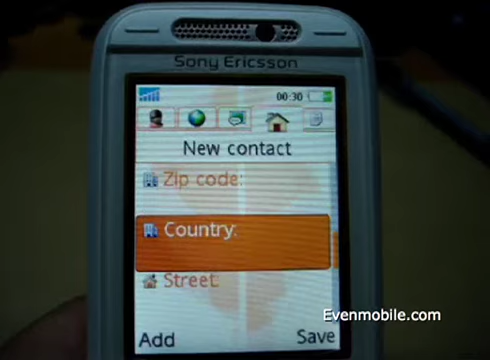 Sony Ericsson
00:30
New contact
Zip code:
Country:
Street:
Evenmobile.com
Add
Save